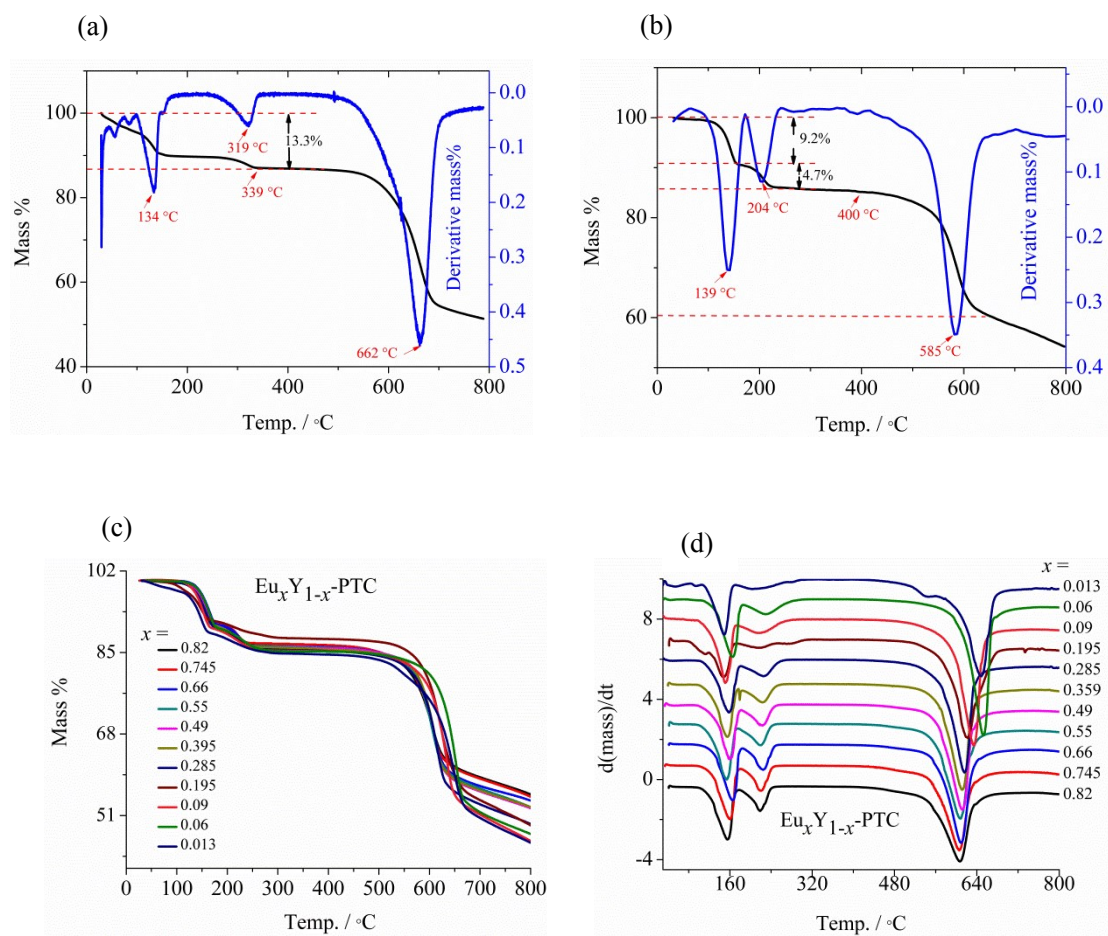 (a)
(b)
100
80
60
40
Mass %
0
200
400
600
800
Temp. / °C
0.0
0.1
0.2
0.3
0.4
0.5
Derivative mass%
319 °C
13.3%
134 °C
339 °C
662 °C
100
80
60
Mass %
0
200
400
600
800
Temp. / °C
0.0
0.1
0.2
0.3
0.4
Derivative mass%
9.2%
4.7%
204 °C
400 °C
139 °C
585 °C
(c)
(d)
102
85
68
51
Mass %
EuxY1-x-PTC
x =
0.82
0.745
0.66
0.55
0.49
0.395
0.285
0.195
0.09
0.06
0.013
0
100
200
300
400
500
600
700
800
Temp. / °C
8
4
0
-4
d(mass)/dt
x =
0.013
0.06
0.09
0.195
0.285
0.359
0.49
0.55
0.66
0.745
0.82
EuxY1-x-PTC
160
320
480
640
800
Temp. / °C